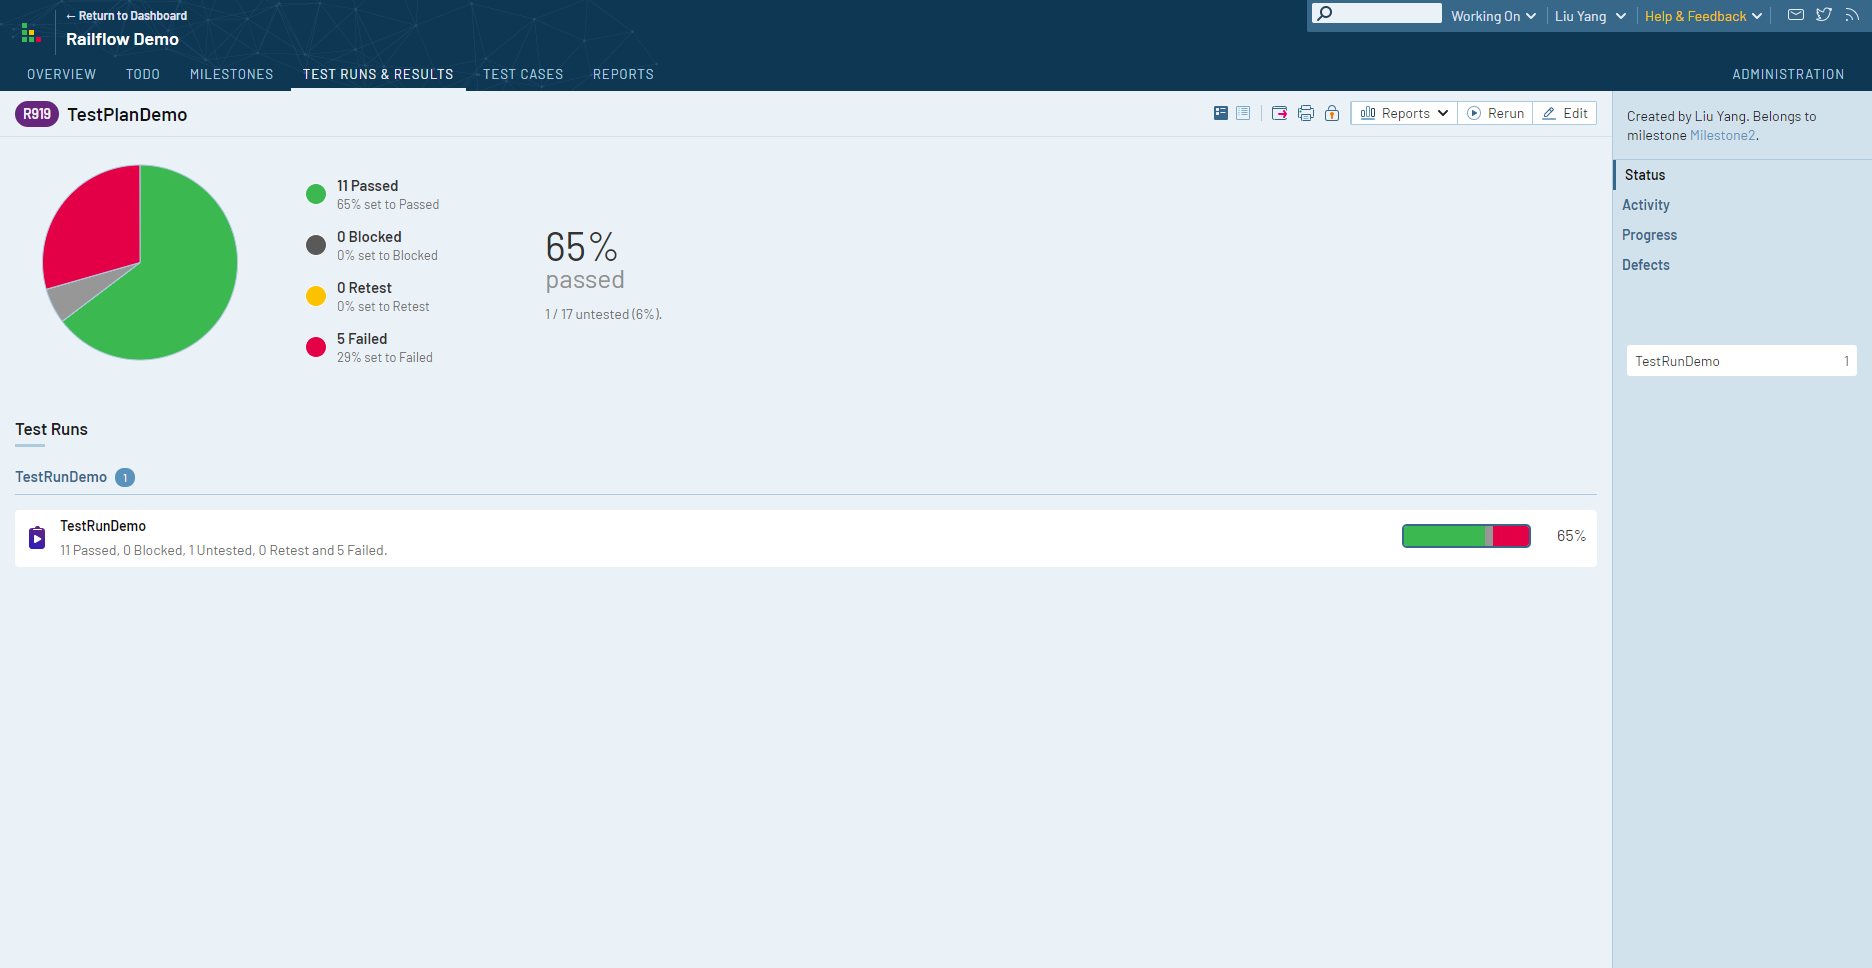 ← Return to Dashboard
Railflow Demo
Working On
Liu Yang
Help & Feedback
OVERVIEW
TODO
MILESTONES
TEST RUNS & RESULTS
TEST CASES
REPORTS
ADMINISTRATION
R919
TestPlanDemo
Reports
Rerun
Edit
11 Passed
65% set to Passed
0 Blocked
0% set to Blocked
0 Retest
0% set to Retest
5 Failed
29% set to Failed
65%
passed
1 / 17 untested (6%).
Test Runs
TestRunDemo 1
TestRunDemo
11 Passed, 0 Blocked, 1 Untested, 0 Retest and 5 Failed.
65%
Created by Liu Yang. Belongs to
milestone Milestone2.
Status
Activity
Progress
Defects
TestRunDemo 1